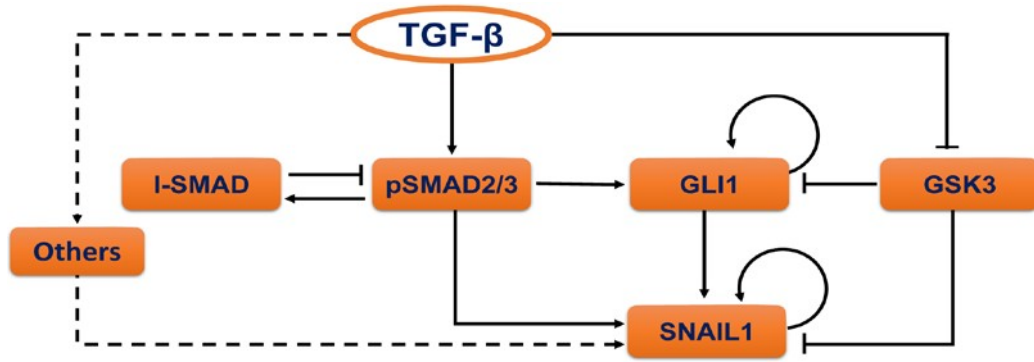 TGF-β
I-SMAD
pSMAD2/3
GLI1
GSK3
Others
SNAIL1